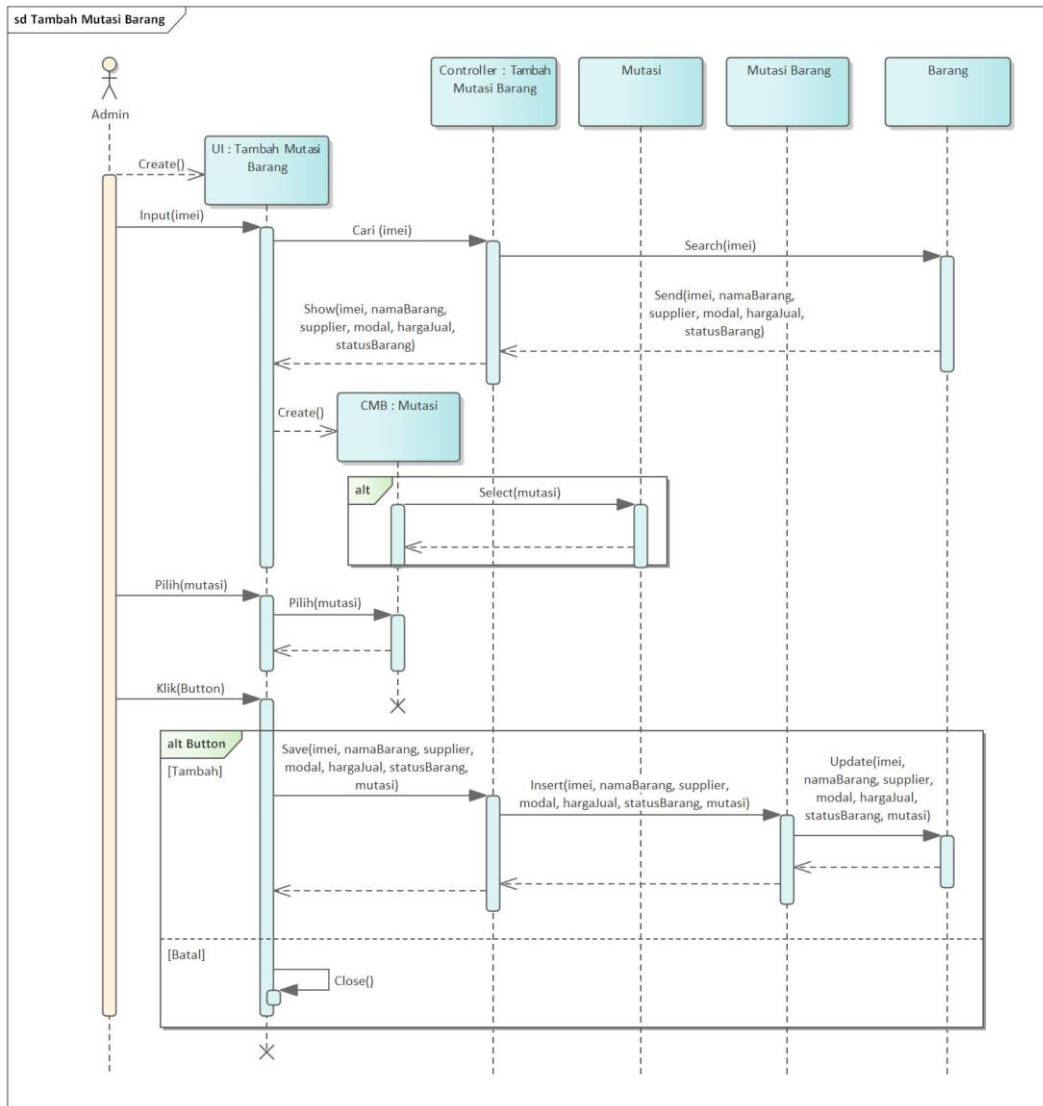 sd Tambah Mutasi Barang
Admin
Controller : Tambah
Mutasi Barang
Mutasi
Mutasi Barang
Barang
UI : Tambah Mutasi
Barang
Create()
Input(imei)
Cari (imei)
Search(imei)
Send(imei, namaBarang,
supplier, modal, hargaJual,
statusBarang)
Show(imei, namaBarang,
supplier, modal, hargaJual,
statusBarang)
Create()
CMB : Mutasi
alt
Select(mutasi)
Pilih(mutasi)
Pilih(mutasi)
Klik(Button)
alt Button
[Tambah]
Save(imei, namaBarang, supplier,
modal, hargaJual, statusBarang,
mutasi)
Insert(imei, namaBarang, supplier,
modal, hargaJual, statusBarang, mutasi)
Update(imei,
namaBarang, supplier,
modal, hargaJual,
statusBarang, mutasi)
[Batal]
Close()